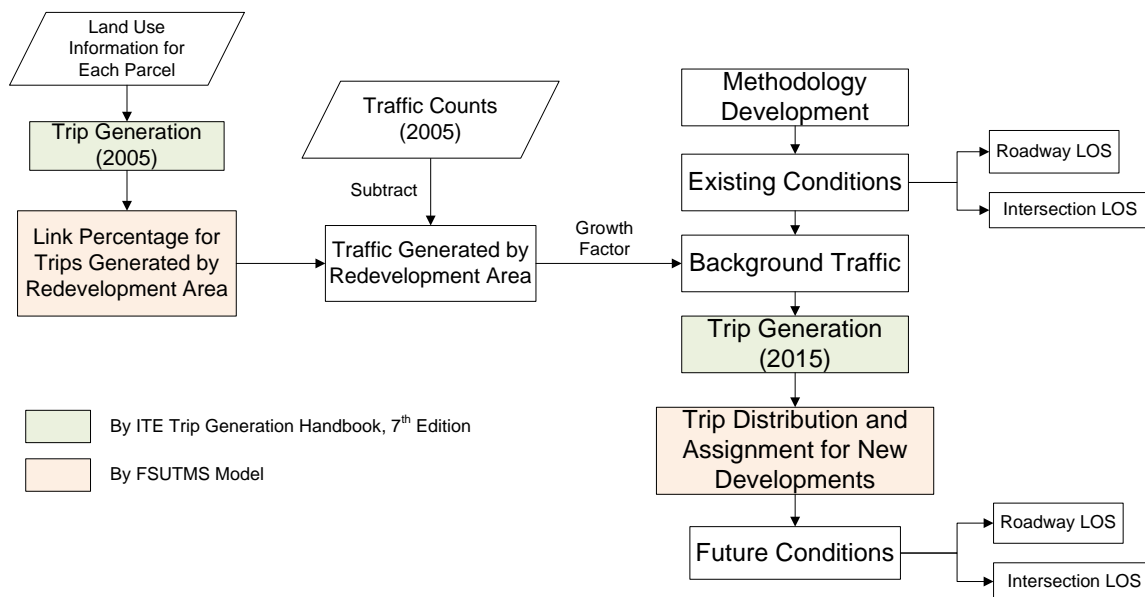 Land Use
Information for
Each Parcel
Trip Generation
(2005)
Link Percentage for
Trips Generated by
Redevelopment Area
Traffic Counts
(2005)
Subtract
Traffic Generated by
Redevelopment Area
Growth
Factor
Methodology
Development
Existing Conditions
Roadway LOS
Intersection LOS
Background Traffic
Trip Generation
(2015)
Trip Distribution and
Assignment for New
Developments
Future Conditions
Roadway LOS
Intersection LOS
By ITE Trip Generation Handbook, 7th Edition
By FSUTMS Model